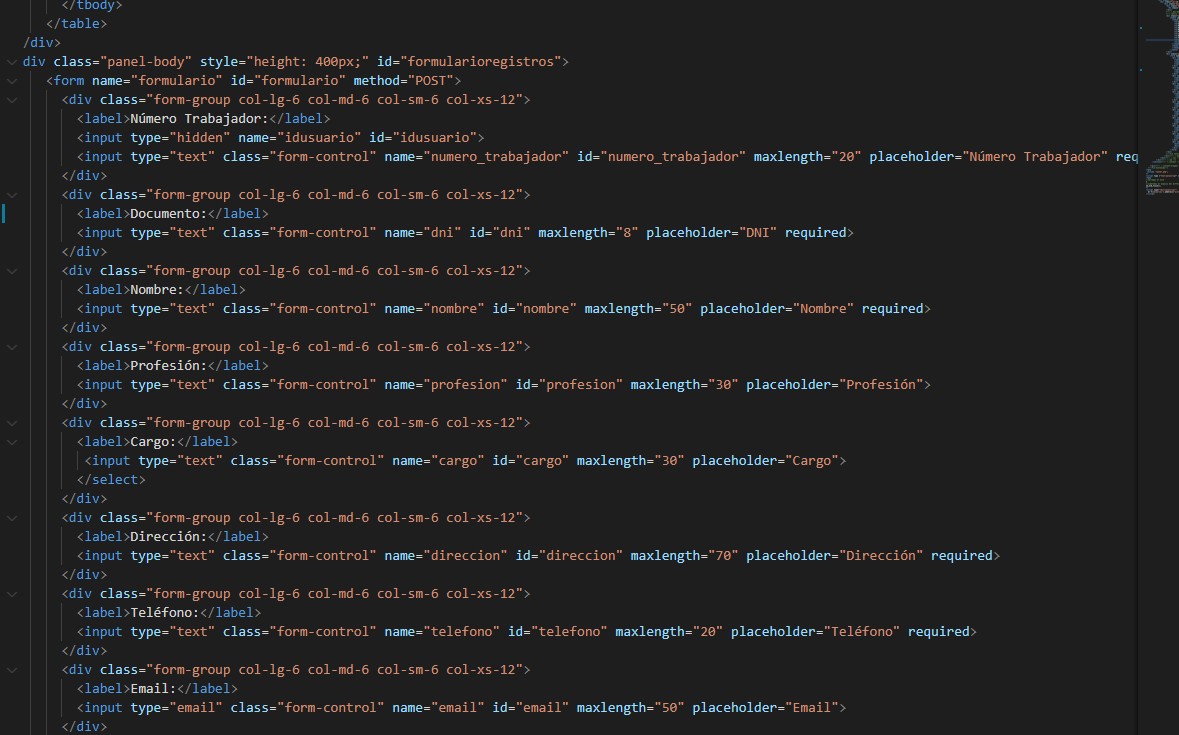 </tbody>
</table>
/div>
div class="panel-body" style="height: 400px;" id="formularioregistros">
<form name="formulario" id="formulario" method="POST">
<div class="form-group col-lg-6 col-md-6 col-sm-6 col-xs-12">
<label>Número Trabajador:</label>
<input type="hidden" name="idusuario" id="idusuario">
<input type="text" class="form-control" name="numero_trabajador" id="numero_trabajador" maxlength="20" placeholder="Número Trabajador" req
</div>
<div class="form-group col-lg-6 col-md-6 col-sm-6 col-xs-12">
<label>Documento:</label>
<input type="text" class="form-control" name="dni" id="dni" maxlength="8" placeholder="DNI" required>
</div>
<div class="form-group col-lg-6 col-md-6 col-sm-6 col-xs-12">
<label>Nombre:</label>
<input type="text" class="form-control" name="nombre" id="nombre" maxlength="50" placeholder="Nombre" required>
</div>
<div class="form-group col-lg-6 col-md-6 col-sm-6 col-xs-12">
<label>Profesión:</label>
<input type="text" class="form-control" name="profesion" id="profesion" maxlength="30" placeholder="Profesión">
</div>
<div class="form-group col-lg-6 col-md-6 col-sm-6 col-xs-12">
<label>Cargo:</label>
<input type="text" class="form-control" name="cargo" id="cargo" maxlength="30" placeholder="Cargo">
</select>
</div>
<div class="form-group col-lg-6 col-md-6 col-sm-6 col-xs-12">
<label>Dirección:</label>
<input type="text" class="form-control" name="direccion" id="direccion" maxlength="70" placeholder="Dirección" required>
</div>
<div class="form-group col-lg-6 col-md-6 col-sm-6 col-xs-12">
<label>Teléfono:</label>
<input type="text" class="form-control" name="telefono" id="telefono" maxlength="20" placeholder="Teléfono" required>
</div>
<div class="form-group col-lg-6 col-md-6 col-sm-6 col-xs-12">
<label>Email:</label>
<input type="email" class="form-control" name="email" id="email" maxlength="50" placeholder="Email">
</div>